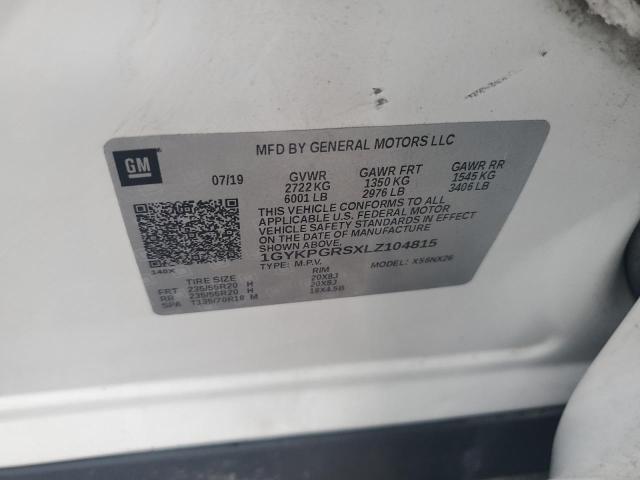 GM
MFD BY GENERAL MOTORS LLC
07/19 GVWR GAWR FRT GAWR RR
2722 KG 1350 KG 1545 KG
6001 LB 2976 LB 3406 LB
THIS VEHICLE CONFORMS TO ALL
APPLICABLE U.S. FEDERAL MOTOR
VEHICLE SAFETY STANDARDS IN EFFECT
ON THE DATE OF MANUFACTURE
SHOWN ABOVE.
1GYKPGRSXLZ104815
TYPE: M.P.V. MODEL: XS6NX26
148X
TIRE SIZE RIM
FRT 235/55R20 H 20X8J
RR 235/55R20 H 20X8J
SPA T135/70R18 M 18X4.5B